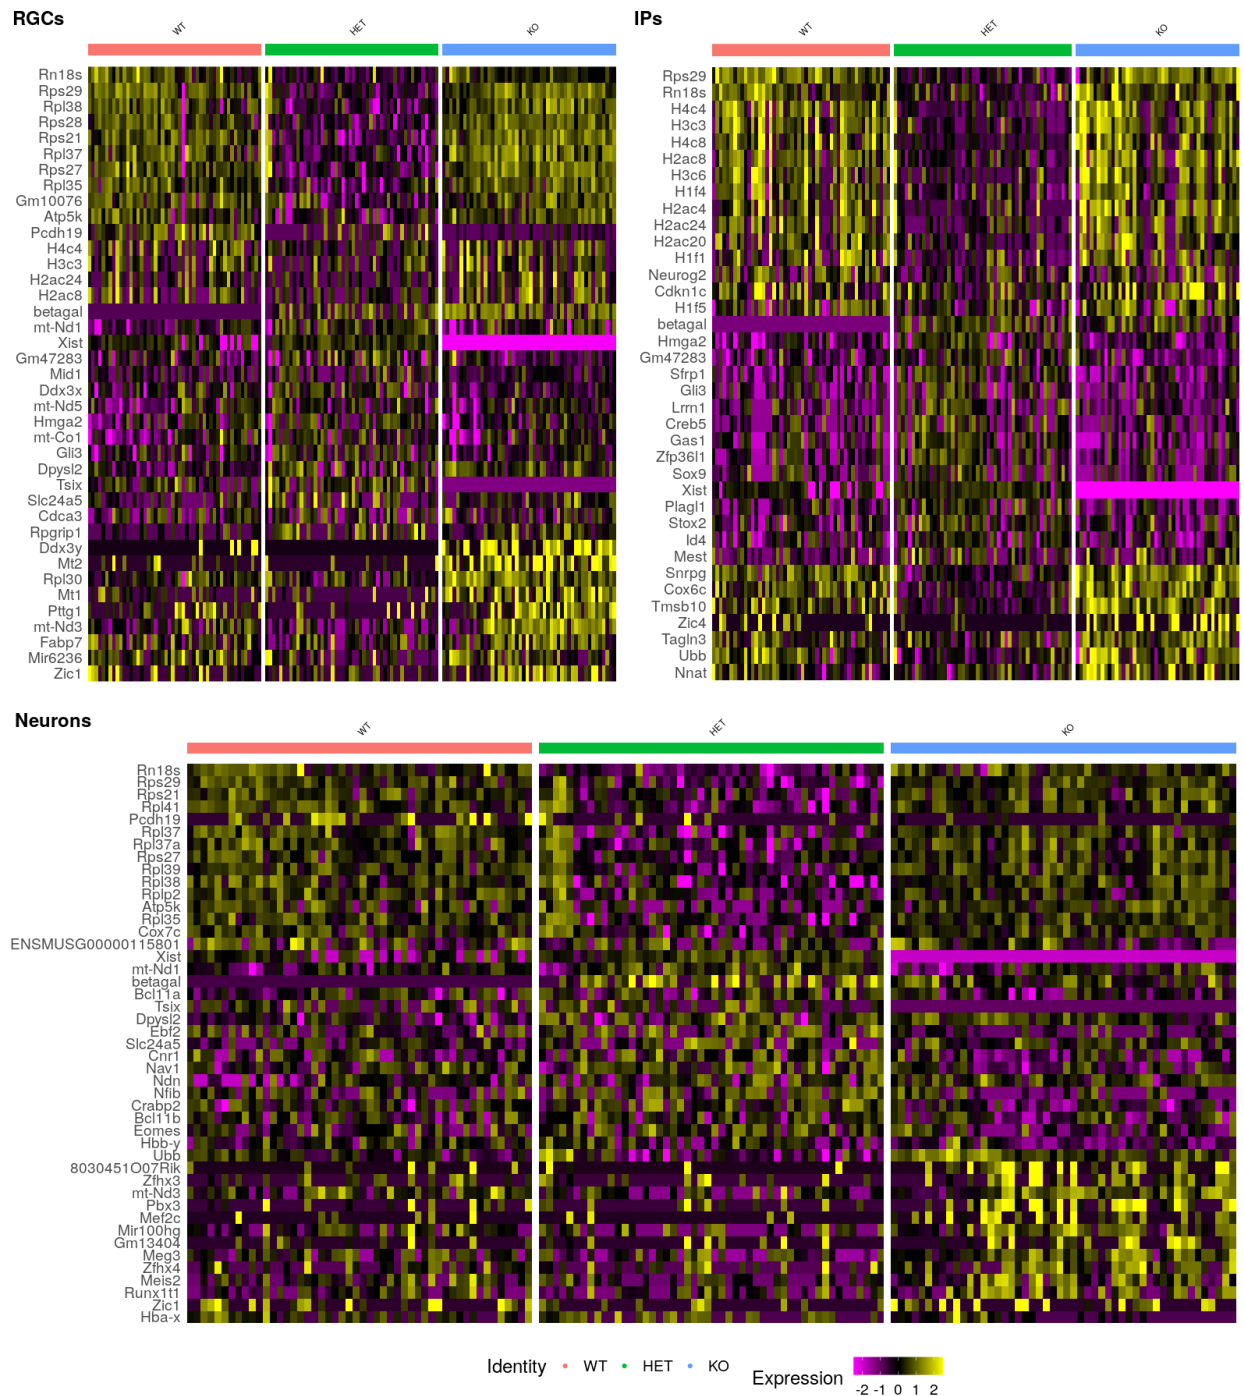 RGCs
WT
HET
KO
Rn18s
Rps29
Rpl38
Rps28
Rps21
Rpl37
Rps27
Rpl35
Gm10076
Atp5k
Pcdh19
H4c4
H3c3
H2ac24
H2ac8
betagal
mt-Nd1
Xist
Gm47283
Mid1
Ddx3x
mt-Nd5
Hmga2
mt-Co1
Gli3
Dpysl2
Tsix
Slc24a5
Cdca3
Rpgrip1
Ddx3y
Mt2
Rpl30
Mt1
Pttg1
mt-Nd3
Fabp7
Mir6236
Zic1
IPs
WT
HET
KO
Rps29
Rn18s
H4c4
H3c3
H4c8
H2ac8
H3c6
H1f4
H2ac4
H2ac24
H2ac20
H1f1
Neurog2
Cdkn1c
H1f5
betagal
Hmga2
Gm47283
Sfrp1
Gli3
Lrrn1
Creb5
Gas1
Zfp36l1
Sox9
Xist
Plagl1
Stox2
Id4
Mest
Snrpg
Cox6c
Tmsb10
Zic4
Tagln3
Ubb
Nnat
Neurons
WT
HET
KO
Rn18s
Rps29
Rps21
Rpl41
Pcdh19
Rpl37
Rpl37a
Rps27
Rpl39
Rpl38
Rplp2
Atp5k
Rpl35
Cox7c
ENSMUSG00000115801
Xist
mt-Nd1
betagal
Bcl11a
Tsix
Dpysl2
Ebf2
Slc24a5
Cnr1
Nav1
Ndn
Nfib
Crabp2
Bcl11b
Eomes
Hbb-y
Ubb
8030451O07Rik
Zfhx3
mt-Nd3
Pbx3
Mef2c
Mir100hg
Gm13404
Meg3
Zfhx4
Meis2
Runx1t1
Zic1
Hba-x
Identity WT HET KO
Expression
-2 -1 0 1 2